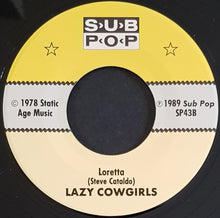 SUB
POP
© 1978 Static
Age Music
℗ 1989 Sub Pop
SP43B
Loretta
(Steve Cataldo)
LAZY COWGIRLS